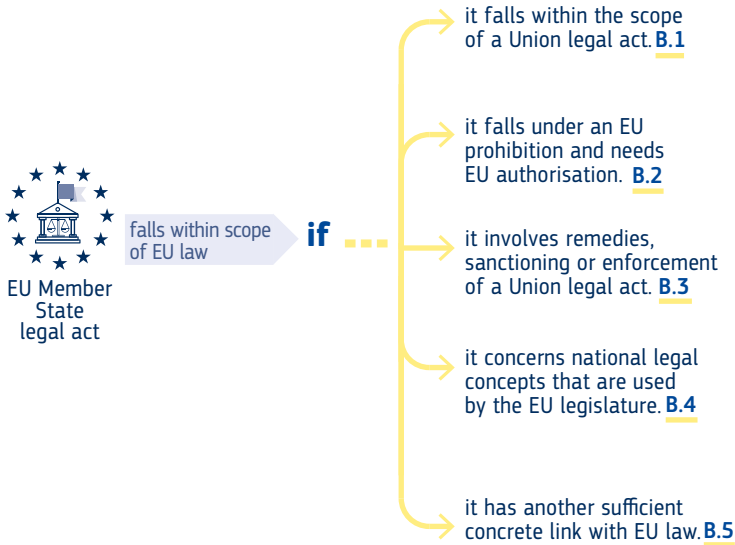 EU Member
State
legal act
falls within scope
of EU law
if
it falls within the scope
of a Union legal act. B.1
it falls under an EU
prohibition and needs
EU authorisation. B.2
it involves remedies,
sanctioning or enforcement
of a Union legal act. B.3
it concerns national legal
concepts that are used
by the EU legislature. B.4
it has another sufficient
concrete link with EU law. B.5